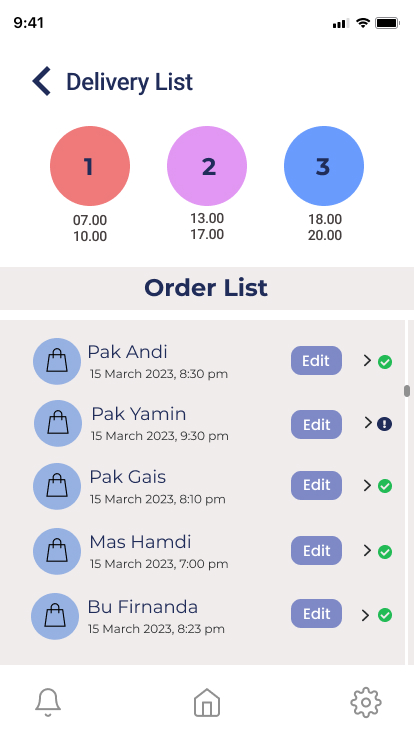 9:41
Delivery List
1 2 3
07.00 13.00 18.00
10.00 17.00 20.00
Order List
Pak Andi
15 March 2023, 8:30 pm
Edit
Pak Yamin
15 March 2023, 9:30 pm
Edit
Pak Gais
15 March 2023, 8:10 pm
Edit
Mas Hamdi
15 March 2023, 7:00 pm
Edit
Bu Firnanda
15 March 2023, 8:23 pm
Edit